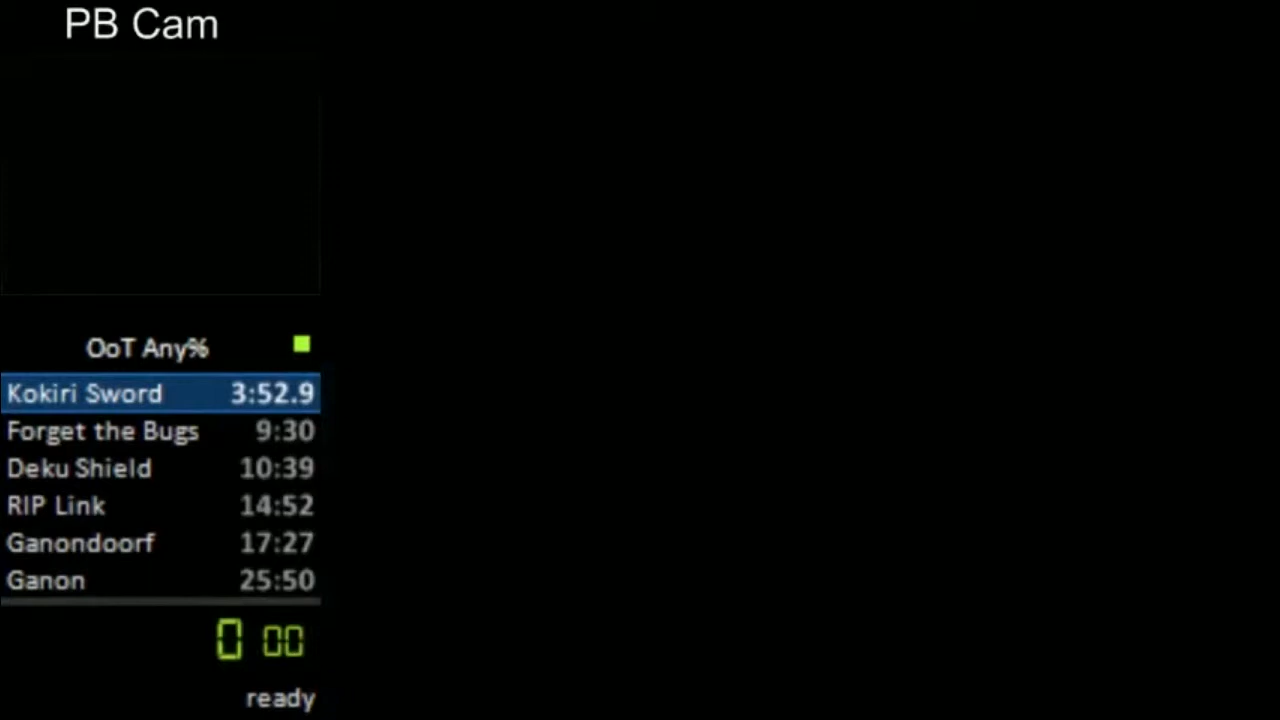 PB Cam
OoT Any%
Kokiri Sword 3:52.9
Forget the Bugs 9:30
Deku Shield 10:39
RIP Link 14:52
Ganondoorf 17:27
Ganon 25:50
0 00
ready